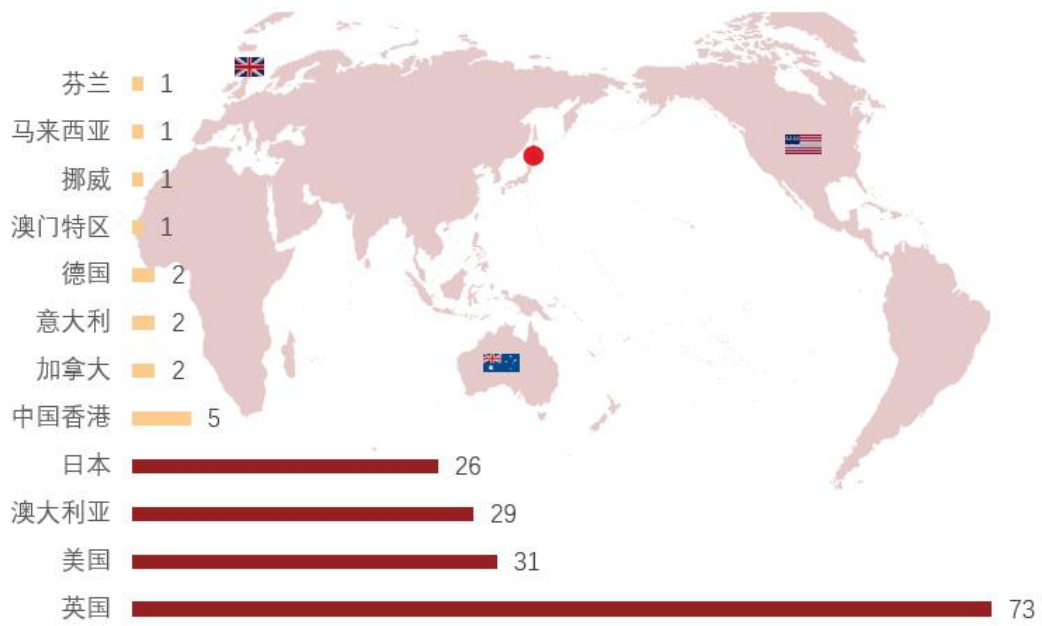 芬兰 1
马来西亚 1
挪威 1
澳门特区 1
德国 2
意大利 2
加拿大 2
中国香港 5
日本 26
澳大利亚 29
美国 31
英国 73